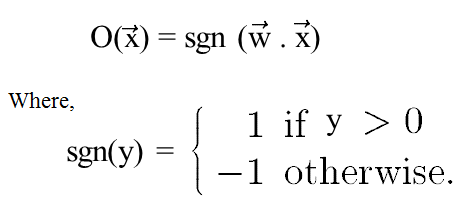 O(x⃗) = sgn (w⃗ . x⃗)
Where,
sgn(y) = { 1 if y > 0
−1 otherwise.